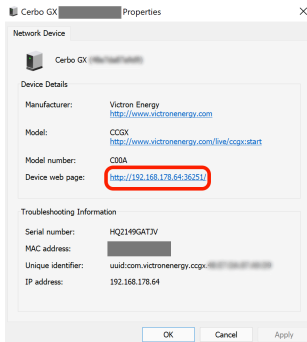 Cerbo GX Properties
Network Device
Cerbo GX
Device Details
Manufacturer: Victron Energy
http://www.victronenergy.com
Model: CCGX
http://www.victronenergy.com/live/ccgx:start
Model number: C00A
Device web page: http://192.168.178.64:36251/
Troubleshooting Information
Serial number: HQ2149GATJV
MAC address:
Unique identifier: uuid:com.victronenergy.ccgx.
IP address: 192.168.178.64
OK Cancel Apply